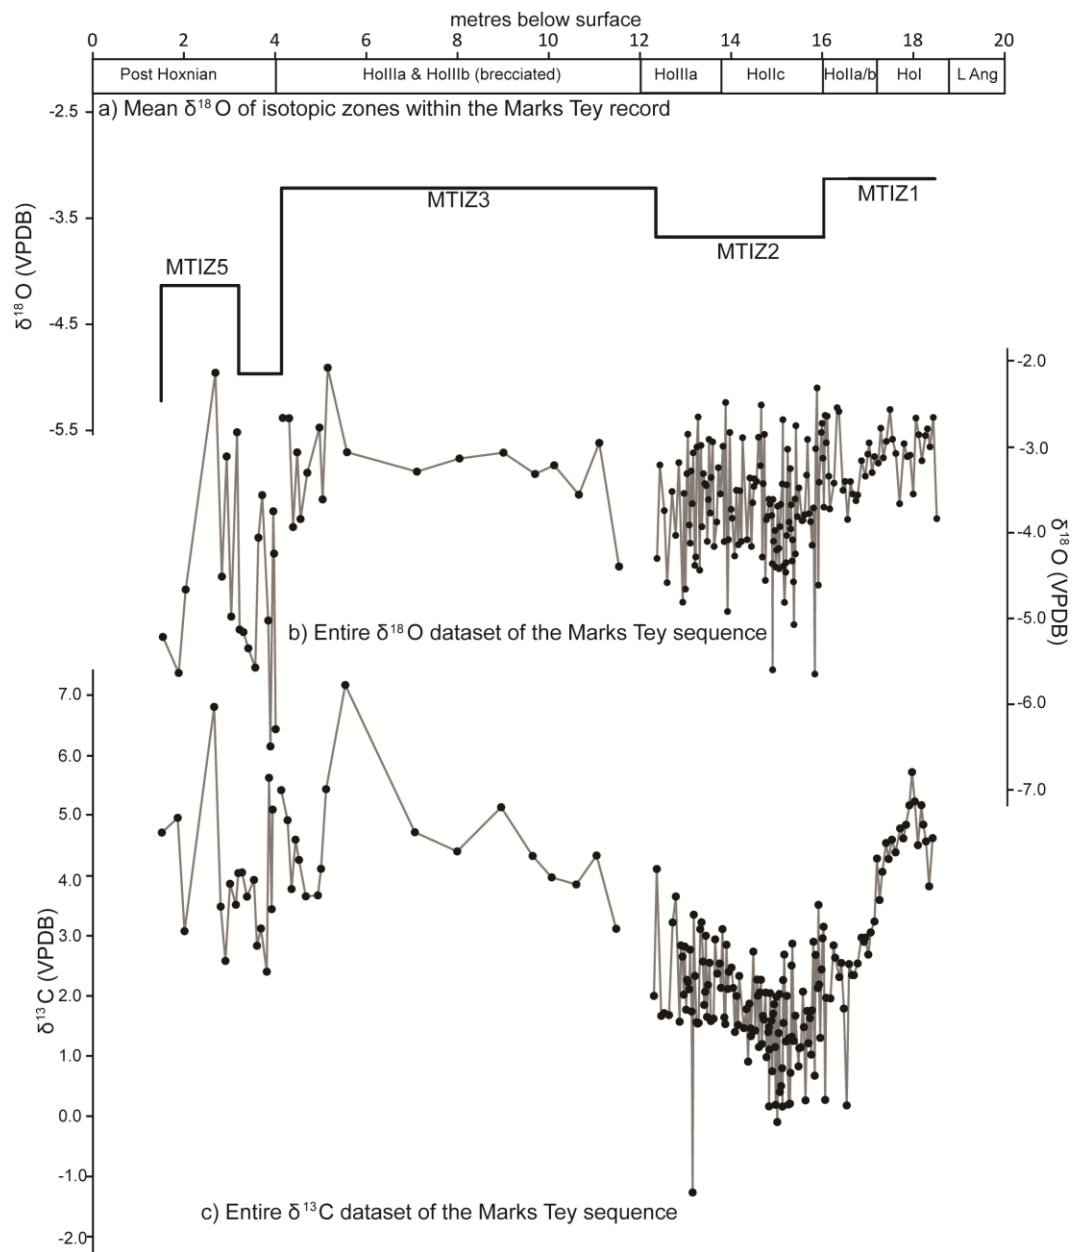 metres below surface
0 2 4 6 8 10 12 14 16 18 20
Post Hoxnian HoIIIa & HoIIIb (brecciated) HoIIIa HoIIc HoIIa/b HoI L Ang
a) Mean δ18O of isotopic zones within the Marks Tey record
-2.5
-3.5
-4.5
-5.5
δ18O (VPDB)
MTIZ5
MTIZ3
MTIZ2
MTIZ1
-2.0
-3.0
-4.0
-5.0
-6.0
-7.0
δ18O (VPDB)
b) Entire δ18O dataset of the Marks Tey sequence
7.0
6.0
5.0
4.0
3.0
2.0
1.0
0.0
-1.0
-2.0
δ13C (VPDB)
c) Entire δ13C dataset of the Marks Tey sequence